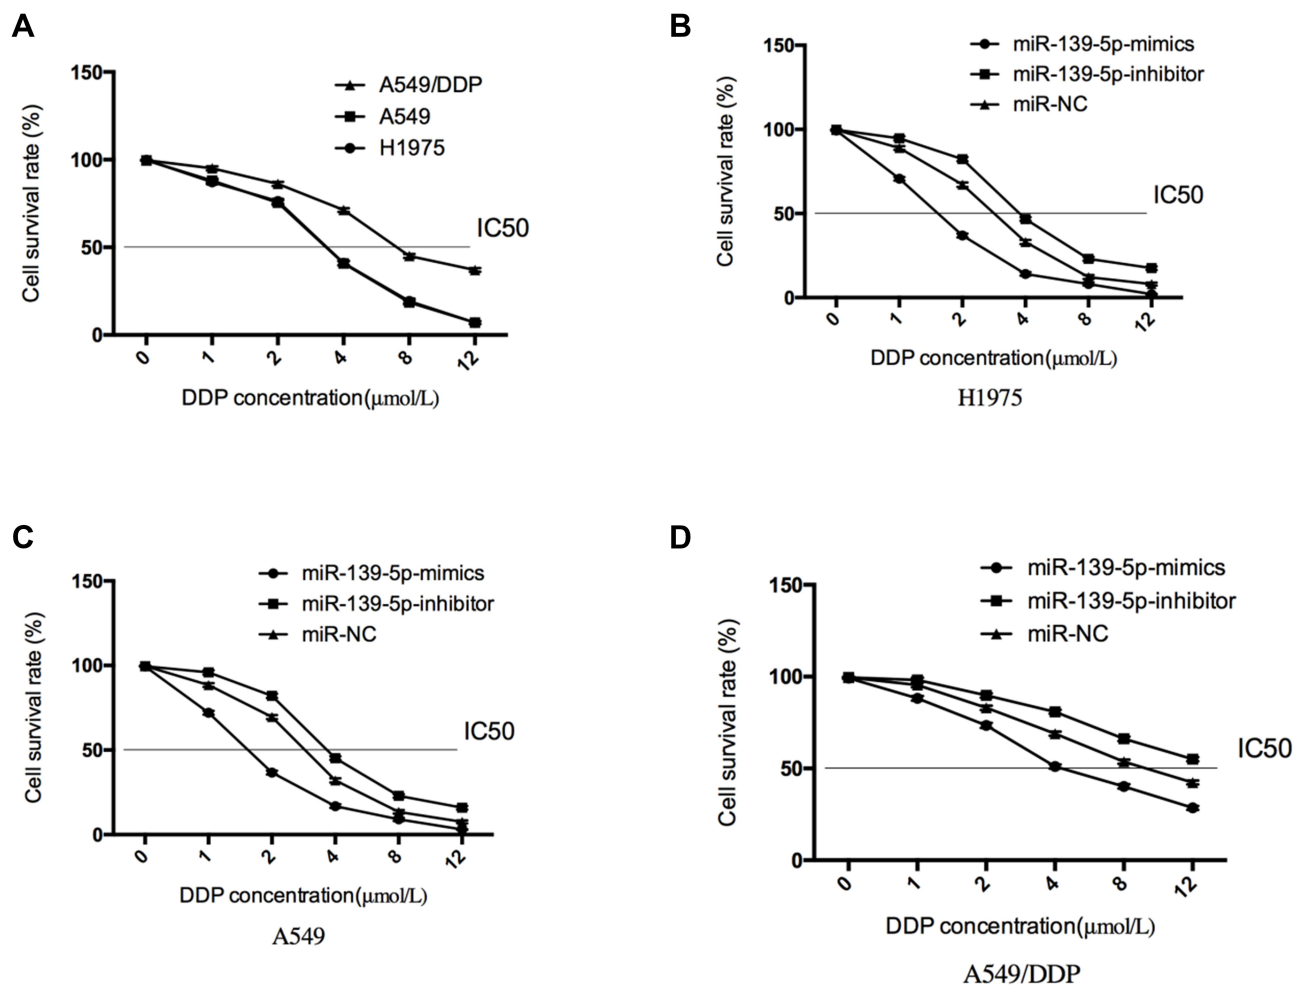 A
Cell survival rate (%)
150
100
50
0
A549/DDP
A549
H1975
IC50
0 1 2 4 8 12
DDP concentration(μmol/L)
B
Cell survival rate (%)
150
100
50
0
miR-139-5p-mimics
miR-139-5p-inhibitor
miR-NC
IC50
0 1 2 4 8 12
DDP concentration(μmol/L)
H1975
C
Cell survival rate (%)
150
100
50
0
miR-139-5p-mimics
miR-139-5p-inhibitor
miR-NC
IC50
0 1 2 4 8 12
DDP concentration(μmol/L)
A549
D
Cell survival rate (%)
150
100
50
0
miR-139-5p-mimics
miR-139-5p-inhibitor
miR-NC
IC50
0 1 2 4 8 12
DDP concentration(μmol/L)
A549/DDP